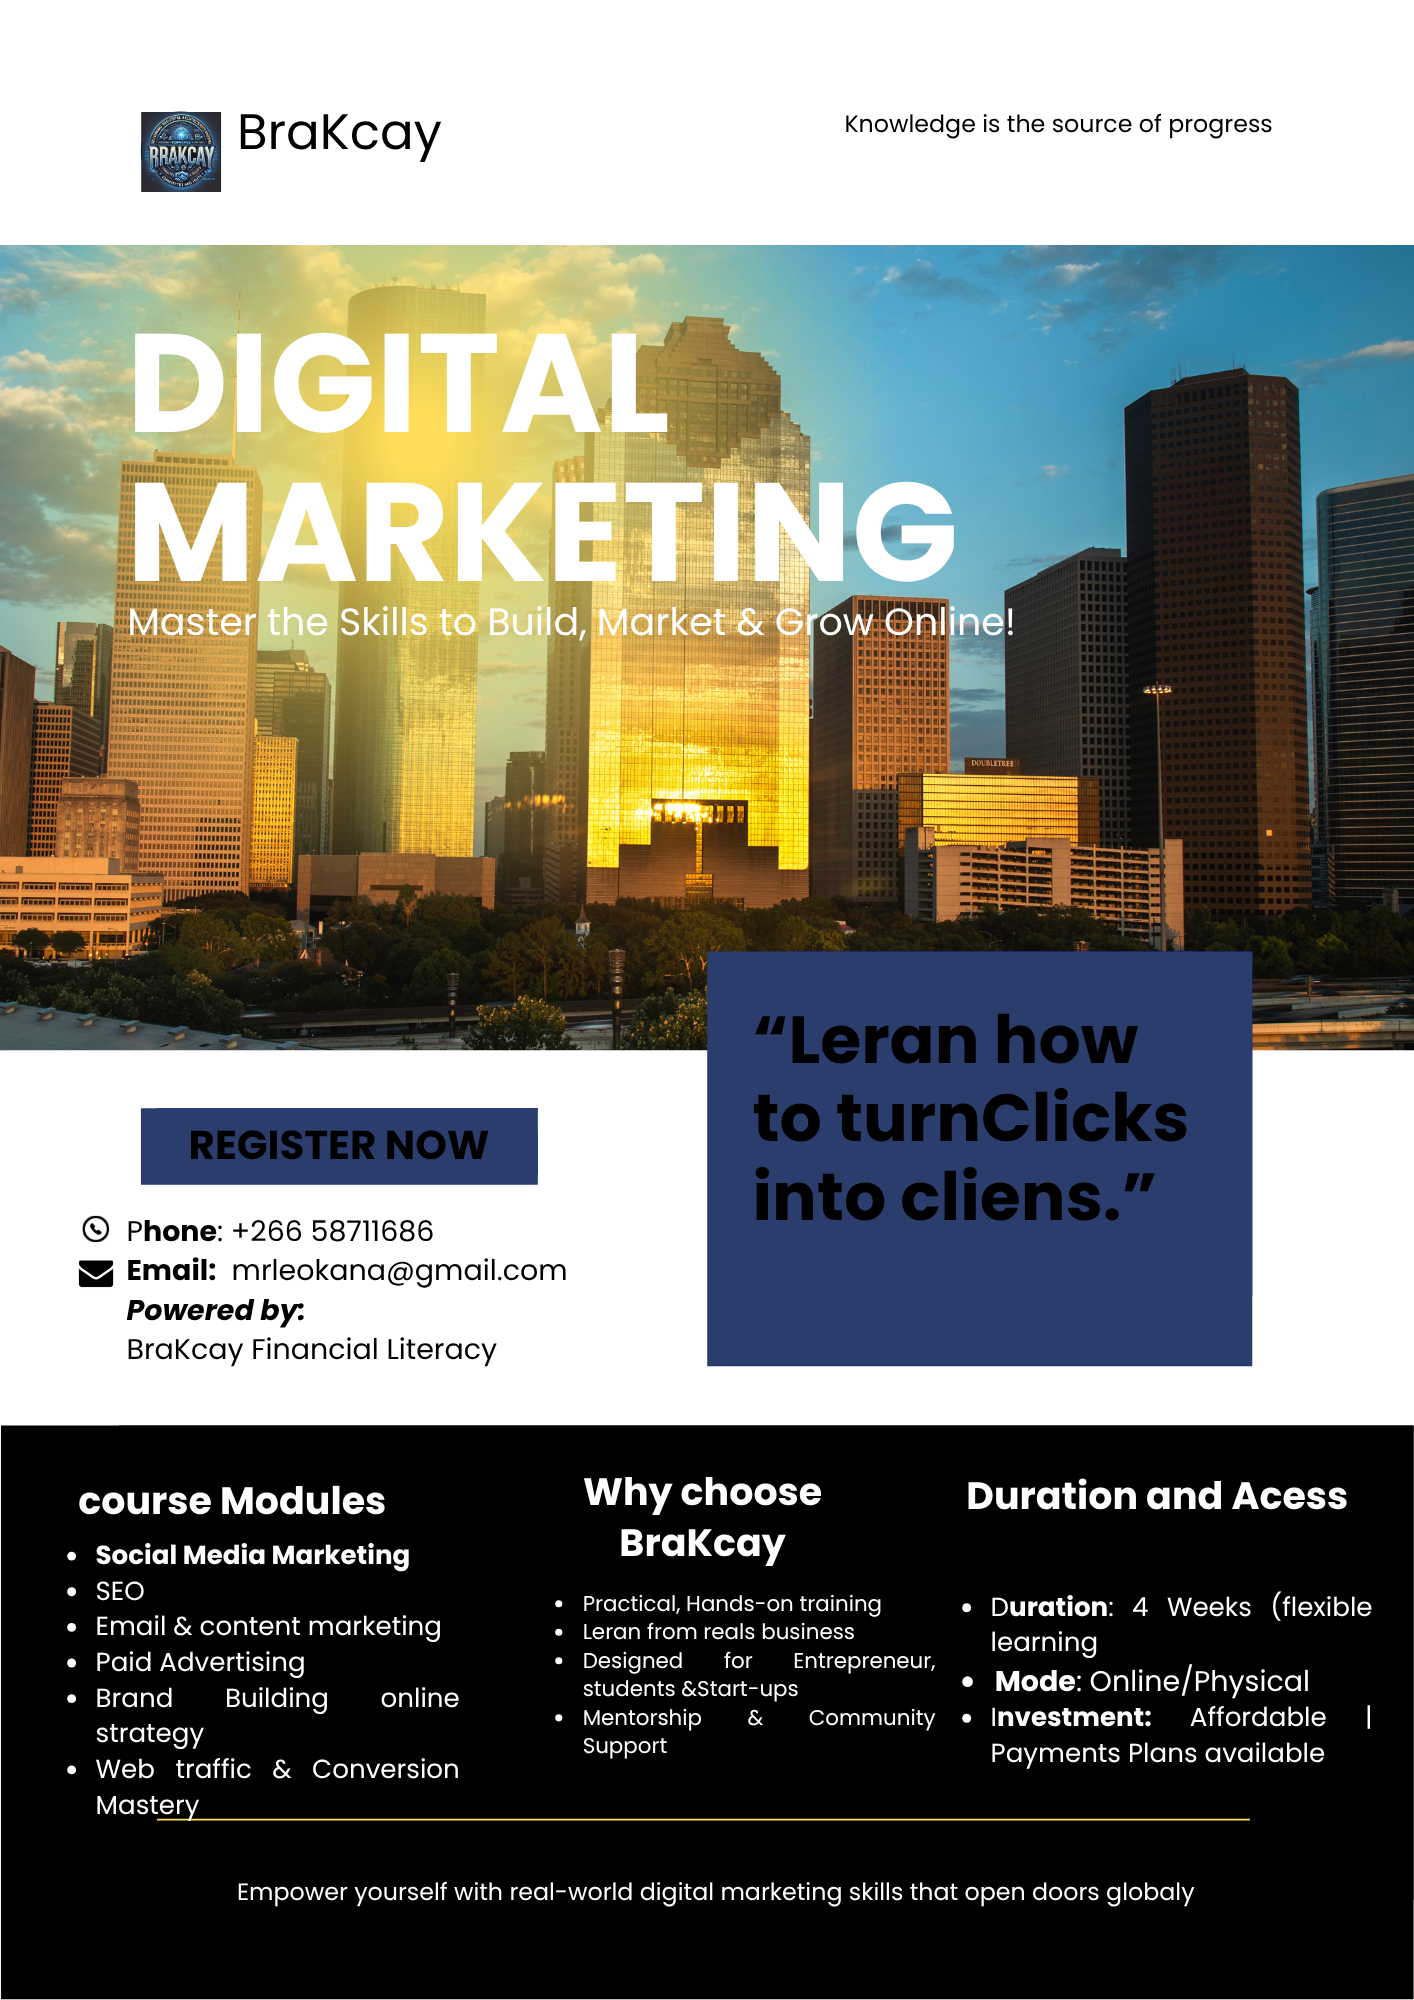 BRAKCAY
BraKcay
Knowledge is the source of progress
DIGITAL
MARKETING
Master the Skills to Build, Market & Grow Online!
DOUBLETREE
“Leran how
to turnClicks
into cliens.”
REGISTER NOW
Phone: +266 58711686
Email: mrleokana@gmail.com
Powered by:
BraKcay Financial Literacy
course Modules
• Social Media Marketing
• SEO
• Email & content marketing
• Paid Advertising
• Brand Building online
strategy
• Web traffic & Conversion
Mastery
Why choose
BraKcay
• Practical, Hands-on training
• Leran from reals business
• Designed for Entrepreneur,
students &Start-ups
• Mentorship & Community
Support
Duration and Acess
• Duration: 4 Weeks (flexible
learning
• Mode: Online/Physical
• Investment: Affordable |
Payments Plans available
Empower yourself with real-world digital marketing skills that open doors globaly